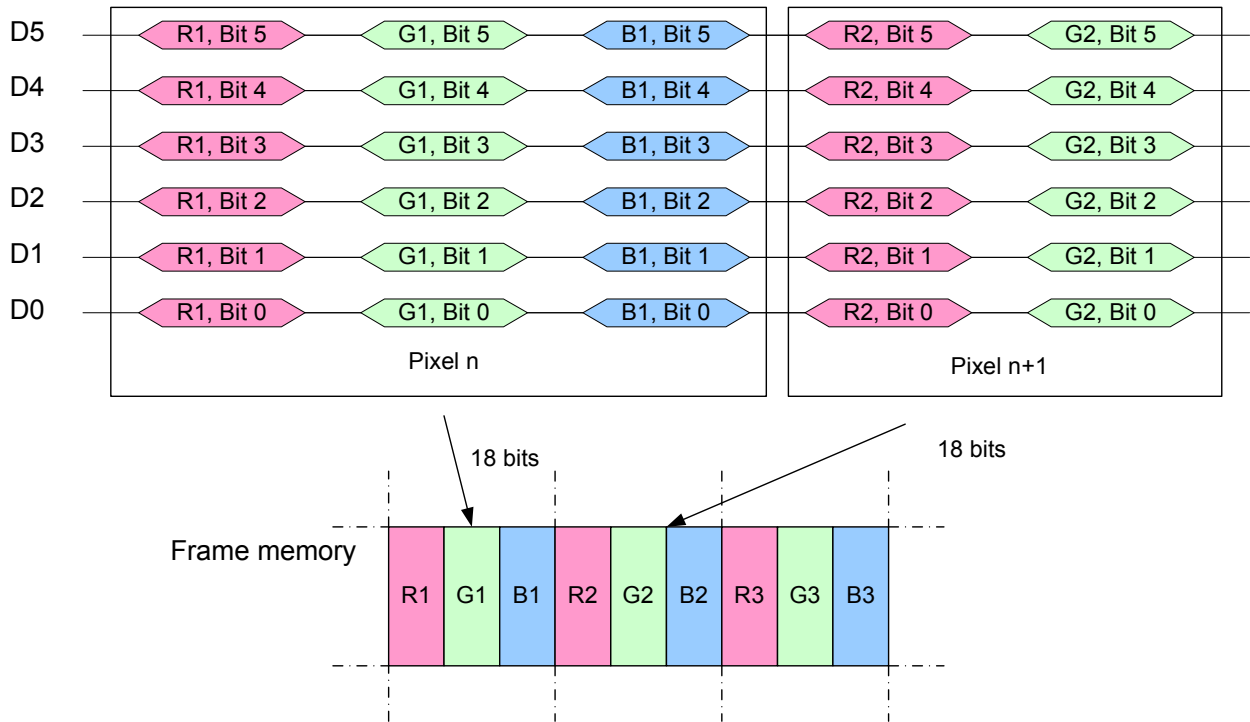 D5 R1, Bit 5 G1, Bit 5 B1, Bit 5 R2, Bit 5 G2, Bit 5
D4 R1, Bit 4 G1, Bit 4 B1, Bit 4 R2, Bit 4 G2, Bit 4
D3 R1, Bit 3 G1, Bit 3 B1, Bit 3 R2, Bit 3 G2, Bit 3
D2 R1, Bit 2 G1, Bit 2 B1, Bit 2 R2, Bit 2 G2, Bit 2
D1 R1, Bit 1 G1, Bit 1 B1, Bit 1 R2, Bit 1 G2, Bit 1
D0 R1, Bit 0 G1, Bit 0 B1, Bit 0 R2, Bit 0 G2, Bit 0
Pixel n Pixel n+1
18 bits 18 bits
Frame memory
R1 G1 B1 R2 G2 B2 R3 G3 B3